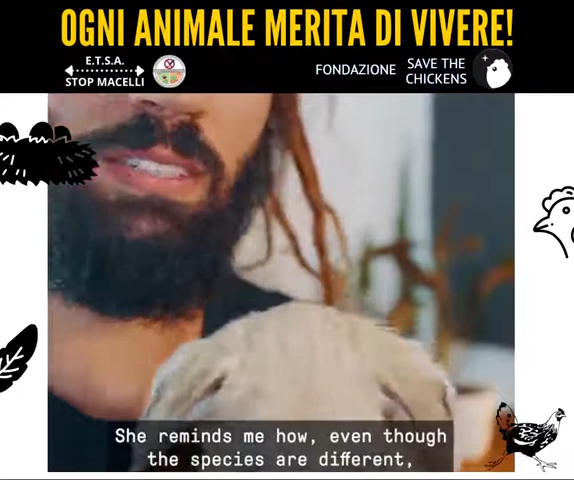 OGNI ANIMALE MERITA DI VIVERE!
E.T.S.A.
STOP MACELLI
FONDAZIONE SAVE THE
CHICKENS
She reminds me how, even though
the species are different,